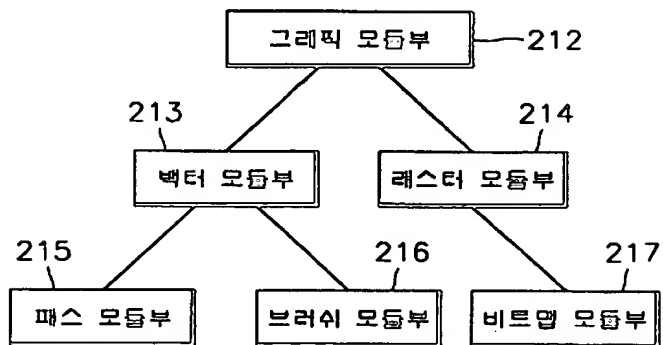 그래픽 모듈부
212
213
214
백터 모듈부
래스터 모듈부
215
216
217
패스 모듈부
브러쉬 모듈부
비트맵 모듈부